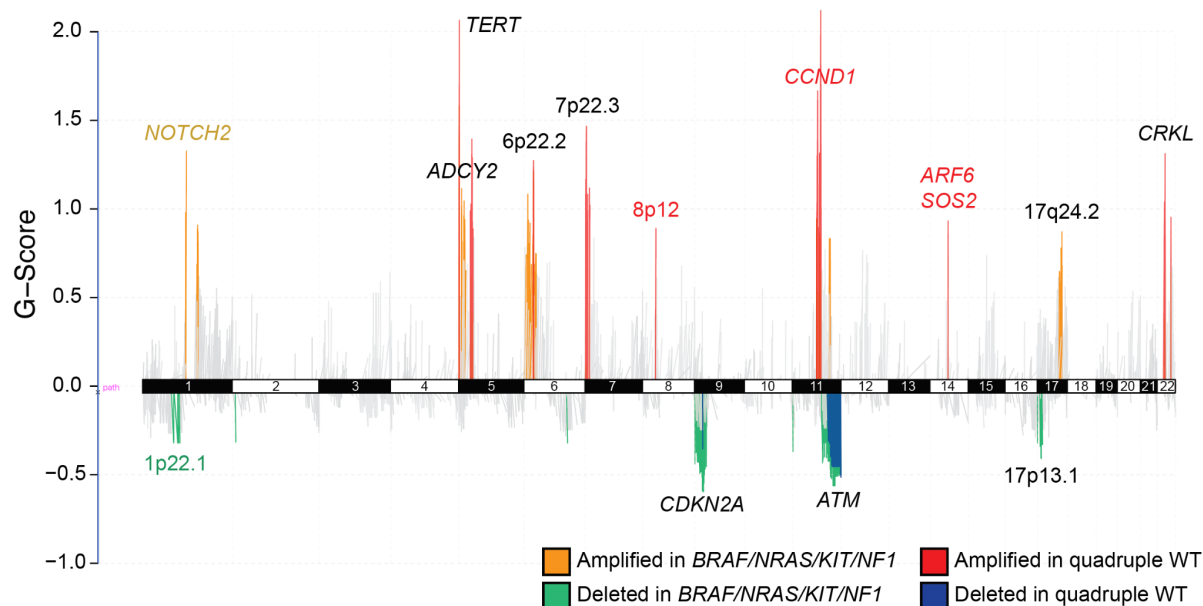 2.0
1.5
1.0
0.5
0.0
−0.5
−1.0
G−Score
path
NOTCH2
TERT
ADCY2
6p22.2
7p22.3
8p12
CCND1
ARF6
SOS2
17q24.2
CRKL
1 2 3 4 5 6 7 8 9 10 11 12 13 14 15 16 17 18 19 20 21 22
1p22.1
CDKN2A
ATM
17p13.1
Amplified in BRAF/NRAS/KIT/NF1
Amplified in quadruple WT
Deleted in BRAF/NRAS/KIT/NF1
Deleted in quadruple WT